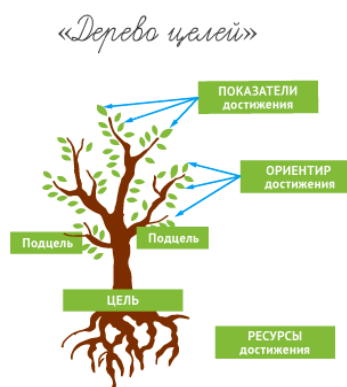 «Дерево целей»
ПОКАЗАТЕЛИ
достижения
ОРИЕНТИР
достижения
Подцель
Подцель
ЦЕЛЬ
РЕСУРСЫ
достижения